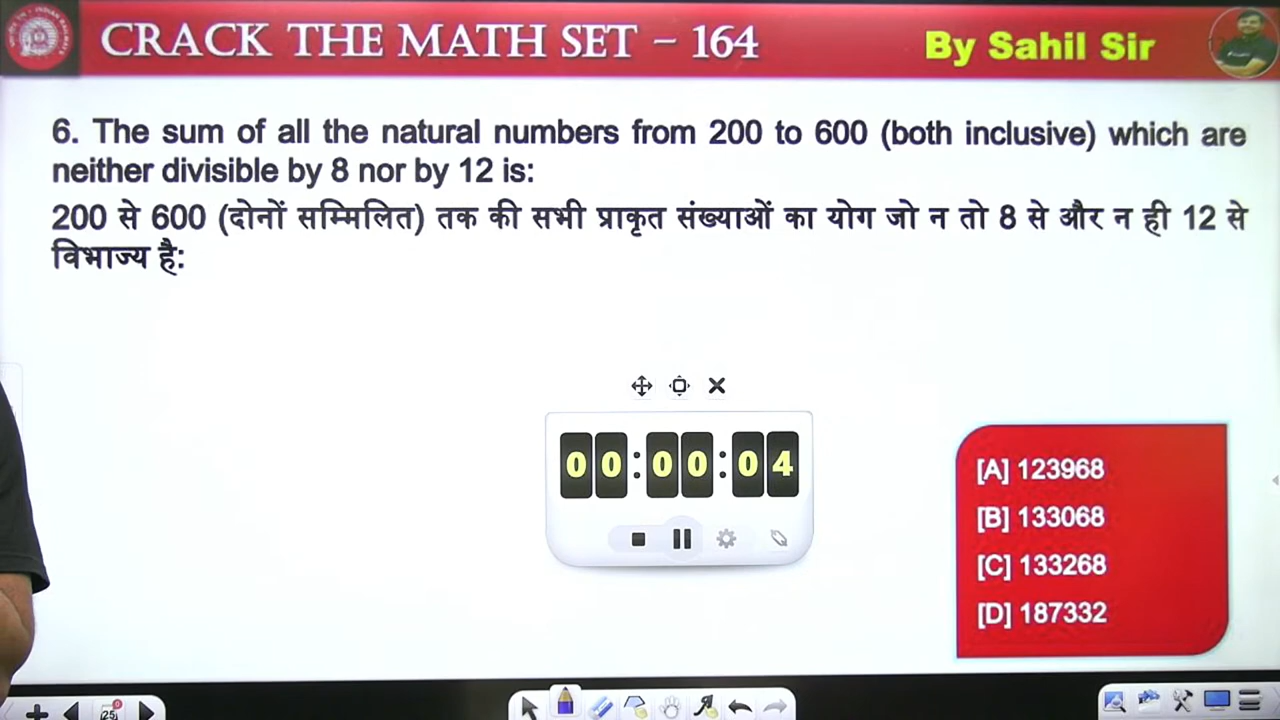 CRACK THE MATH SET – 164
By Sahil Sir
6. The sum of all the natural numbers from 200 to 600 (both inclusive) which are
neither divisible by 8 nor by 12 is:
200 से 600 (दोनों सम्मिलित) तक की सभी प्राकृत संख्याओं का योग जो न तो 8 से और न ही 12 से
विभाज्य है:
00:00:04
[A] 123968
[B] 133068
[C] 133268
[D] 187332
25
0